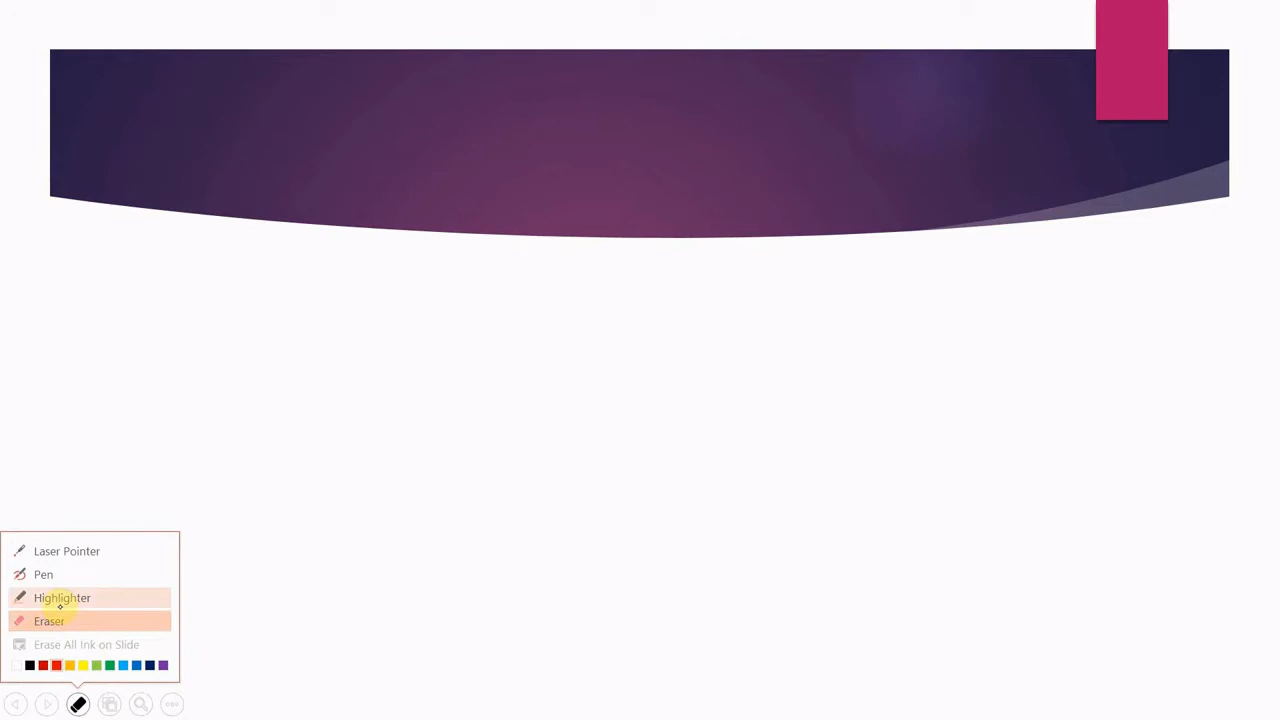 Laser Pointer
Pen
Highlighter
Eraser
Erase All Ink on Slide